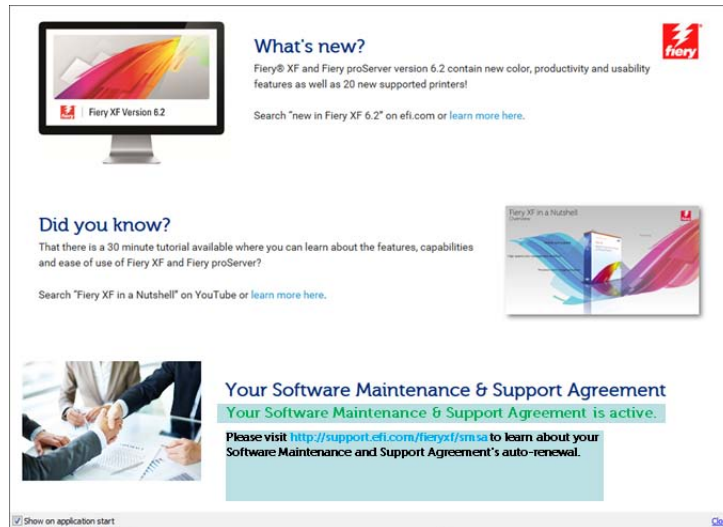 What's new?
fiery
Fiery® XF and Fiery proServer version 6.2 contain new color, productivity and usability
features as well as 20 new supported printers!
Fiery XF Version 6.2
Search "new in Fiery XF 6.2" on efi.com or learn more here.
Fiery XF in a Nutshell
Overview
Did you know?
That there is a 30 minute tutorial available where you can learn about the features, capabilities
and ease of use of Fiery XF and Fiery proServer?
Search "Fiery XF in a Nutshell" on YouTube or learn more here.
Your Software Maintenance & Support Agreement
Your Software Maintenance & Support Agreement is active.
Please visit http://support.efi.com/fieryxf/smsa to learn about your
Software Maintenance and Support Agreement's auto-renewal.
Show on application start
Clo